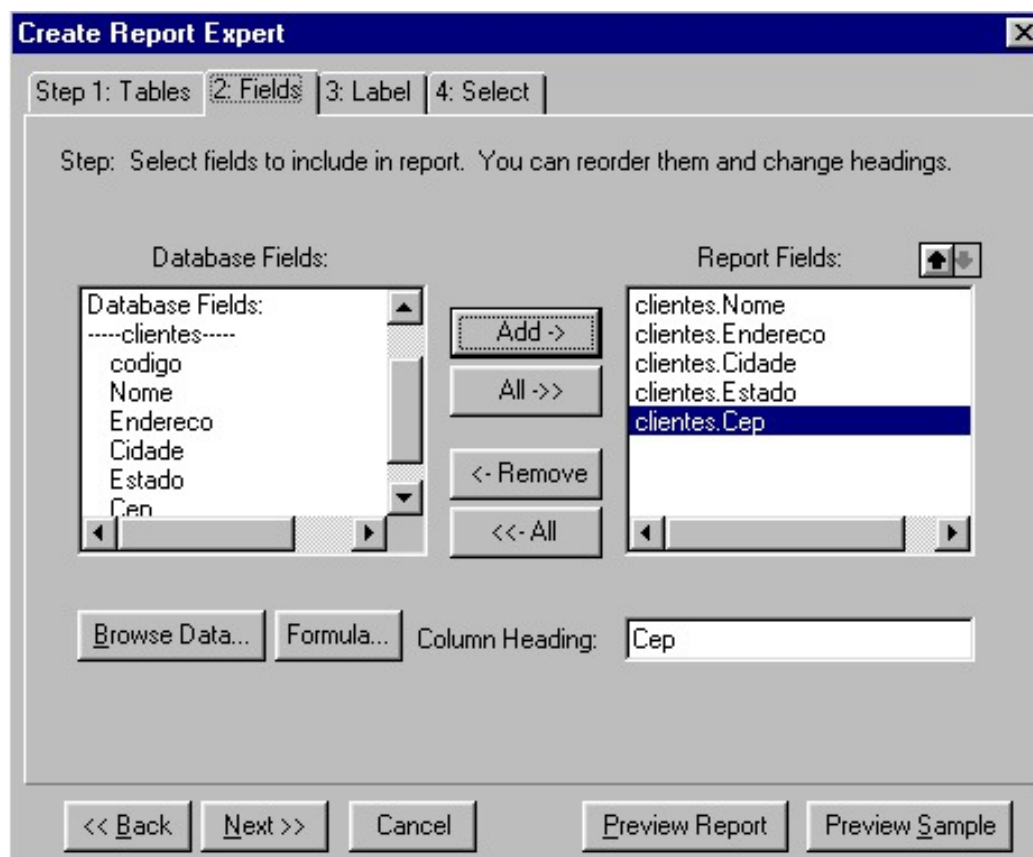 Create Report Expert
Step 1: Tables 2: Fields 3: Label 4: Select
Step: Select fields to include in report. You can reorder them and change headings.
Database Fields:
Database Fields:
-----clientes-----
codigo
Nome
Endereco
Cidade
Estado
Cep
Add ->
All ->>
<- Remove
<<- All
Report Fields:
clientes.Nome
clientes.Endereco
clientes.Cidade
clientes.Estado
clientes.Cep
Browse Data... Formula... Column Heading: Cep
<< Back Next >> Cancel Preview Report Preview Sample